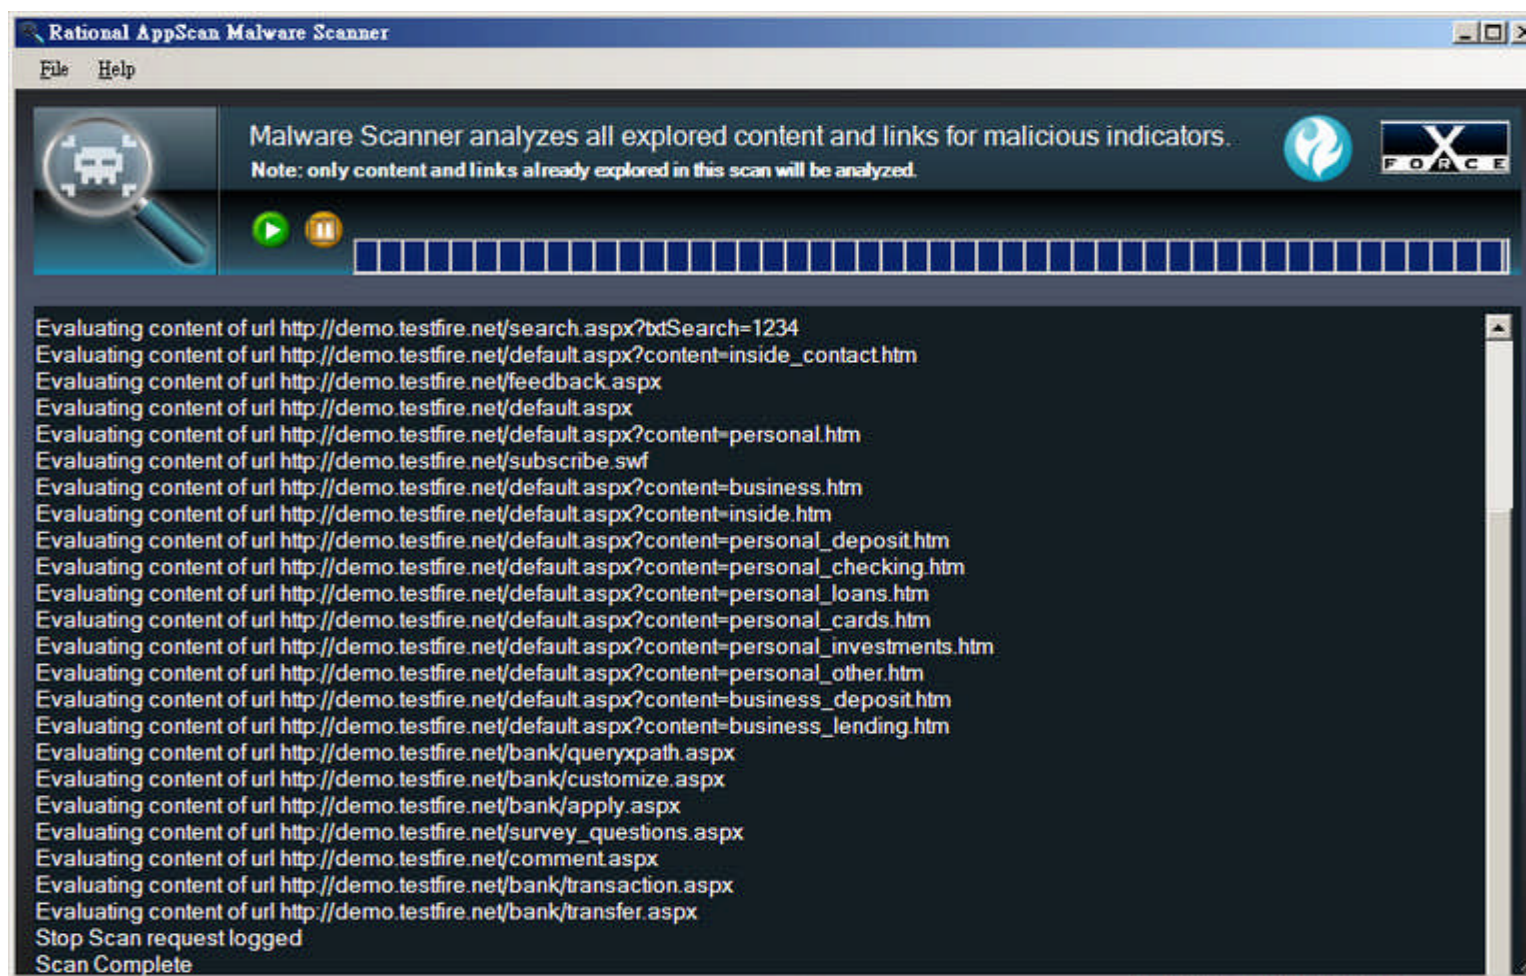 Rational AppScan Malware Scanner
File Help
Malware Scanner analyzes all explored content and links for malicious indicators.
Note: only content and links already explored in this scan will be analyzed.
X
FORCE
Evaluating content of url http://demo.testfire.net/search.aspx?txtSearch=1234
Evaluating content of url http://demo.testfire.net/default.aspx?content=inside_contact.htm
Evaluating content of url http://demo.testfire.net/feedback.aspx
Evaluating content of url http://demo.testfire.net/default.aspx
Evaluating content of url http://demo.testfire.net/default.aspx?content=personal.htm
Evaluating content of url http://demo.testfire.net/subscribe.swf
Evaluating content of url http://demo.testfire.net/default.aspx?content=business.htm
Evaluating content of url http://demo.testfire.net/default.aspx?content=inside.htm
Evaluating content of url http://demo.testfire.net/default.aspx?content=personal_deposit.htm
Evaluating content of url http://demo.testfire.net/default.aspx?content=personal_checking.htm
Evaluating content of url http://demo.testfire.net/default.aspx?content=personal_loans.htm
Evaluating content of url http://demo.testfire.net/default.aspx?content=personal_cards.htm
Evaluating content of url http://demo.testfire.net/default.aspx?content=personal_investments.htm
Evaluating content of url http://demo.testfire.net/default.aspx?content=personal_other.htm
Evaluating content of url http://demo.testfire.net/default.aspx?content=business_deposit.htm
Evaluating content of url http://demo.testfire.net/default.aspx?content=business_lending.htm
Evaluating content of url http://demo.testfire.net/bank/queryxpath.aspx
Evaluating content of url http://demo.testfire.net/bank/customize.aspx
Evaluating content of url http://demo.testfire.net/bank/apply.aspx
Evaluating content of url http://demo.testfire.net/survey_questions.aspx
Evaluating content of url http://demo.testfire.net/comment.aspx
Evaluating content of url http://demo.testfire.net/bank/transaction.aspx
Evaluating content of url http://demo.testfire.net/bank/transfer.aspx
Stop Scan request logged
Scan Complete